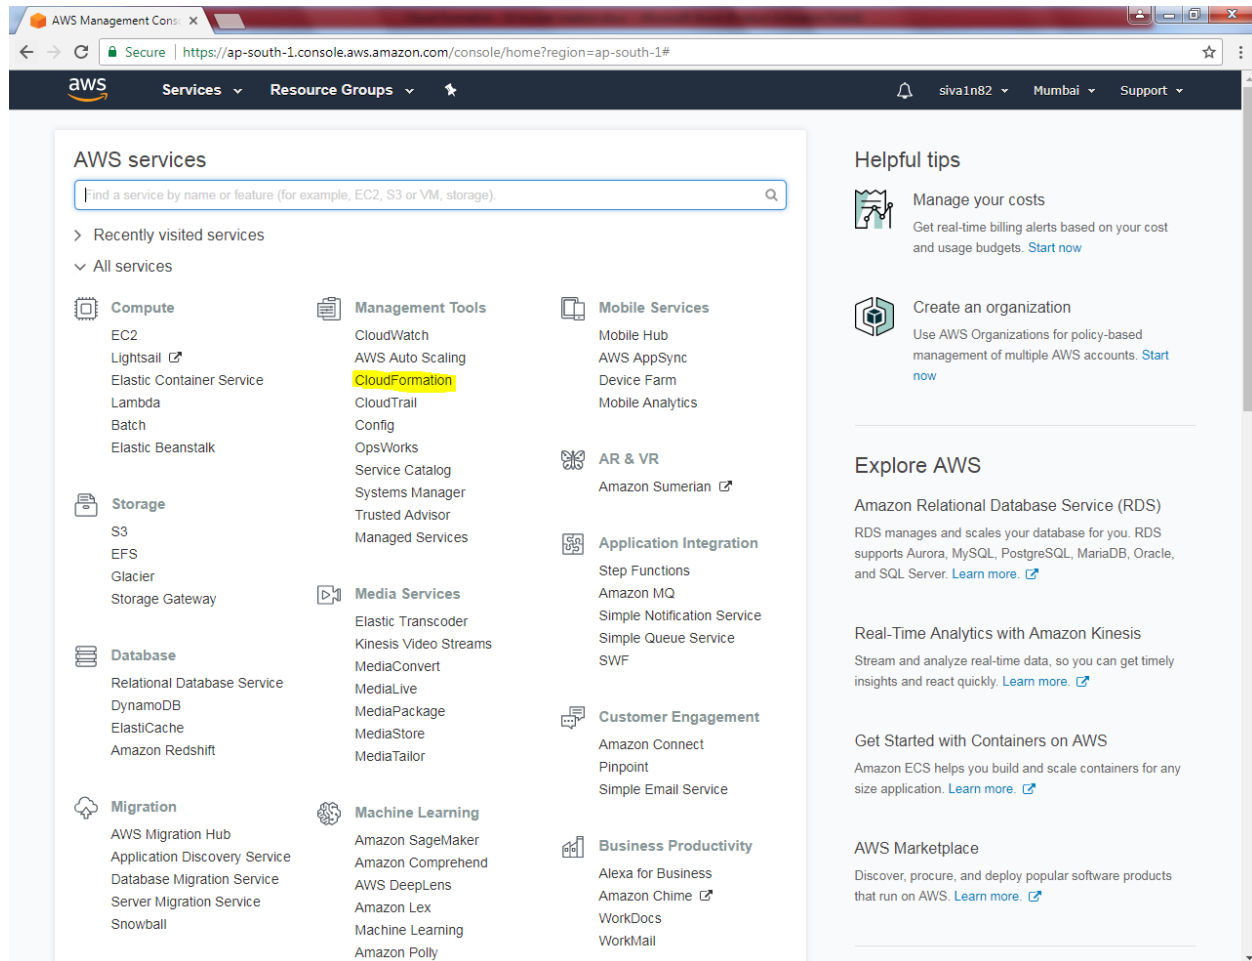 AWS Management Cons
Secure
https://ap-south-1.console.aws.amazon.com/console/home?region=ap-south-1#
aws
Services
Resource Groups
siva1n82
Mumbai
Support
AWS services
Find a service by name or feature (for example, EC2, S3 or VM, storage).
Recently visited services
All services
Compute
EC2
Lightsail
Elastic Container Service
Lambda
Batch
Elastic Beanstalk
Storage
S3
EFS
Glacier
Storage Gateway
Database
Relational Database Service
DynamoDB
ElastiCache
Amazon Redshift
Migration
AWS Migration Hub
Application Discovery Service
Database Migration Service
Server Migration Service
Snowball
Management Tools
CloudWatch
AWS Auto Scaling
CloudFormation
CloudTrail
Config
OpsWorks
Service Catalog
Systems Manager
Trusted Advisor
Managed Services
Media Services
Elastic Transcoder
Kinesis Video Streams
MediaConvert
MediaLive
MediaPackage
MediaStore
MediaTailor
Machine Learning
Amazon SageMaker
Amazon Comprehend
AWS DeepLens
Amazon Lex
Machine Learning
Amazon Polly
Mobile Services
Mobile Hub
AWS AppSync
Device Farm
Mobile Analytics
AR & VR
Amazon Sumerian
Application Integration
Step Functions
Amazon MQ
Simple Notification Service
Simple Queue Service
SWF
Customer Engagement
Amazon Connect
Pinpoint
Simple Email Service
Business Productivity
Alexa for Business
Amazon Chime
WorkDocs
WorkMail
Helpful tips
Manage your costs
Get real-time billing alerts based on your cost
and usage budgets. Start now
Create an organization
Use AWS Organizations for policy-based
management of multiple AWS accounts. Start
now
Explore AWS
Amazon Relational Database Service (RDS)
RDS manages and scales your database for you. RDS
supports Aurora, MySQL, PostgreSQL, MariaDB, Oracle,
and SQL Server. Learn more.
Real-Time Analytics with Amazon Kinesis
Stream and analyze real-time data, so you can get timely
insights and react quickly. Learn more.
Get Started with Containers on AWS
Amazon ECS helps you build and scale containers for any
size application. Learn more.
AWS Marketplace
Discover, procure, and deploy popular software products
that run on AWS. Learn more.